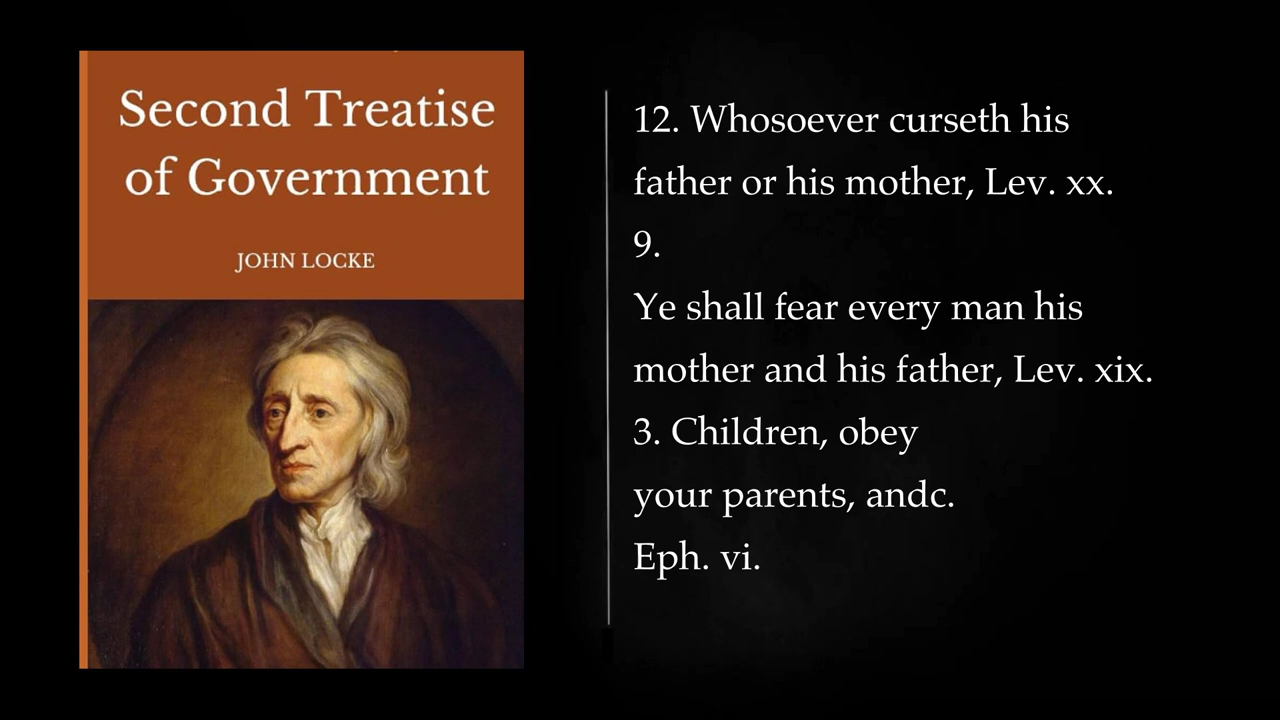 Second Treatise
of Government
JOHN LOCKE
12. Whosoever curseth his
father or his mother, Lev. xx.
9.
Ye shall fear every man his
mother and his father, Lev. xix.
3. Children, obey
your parents, andc.
Eph. vi.